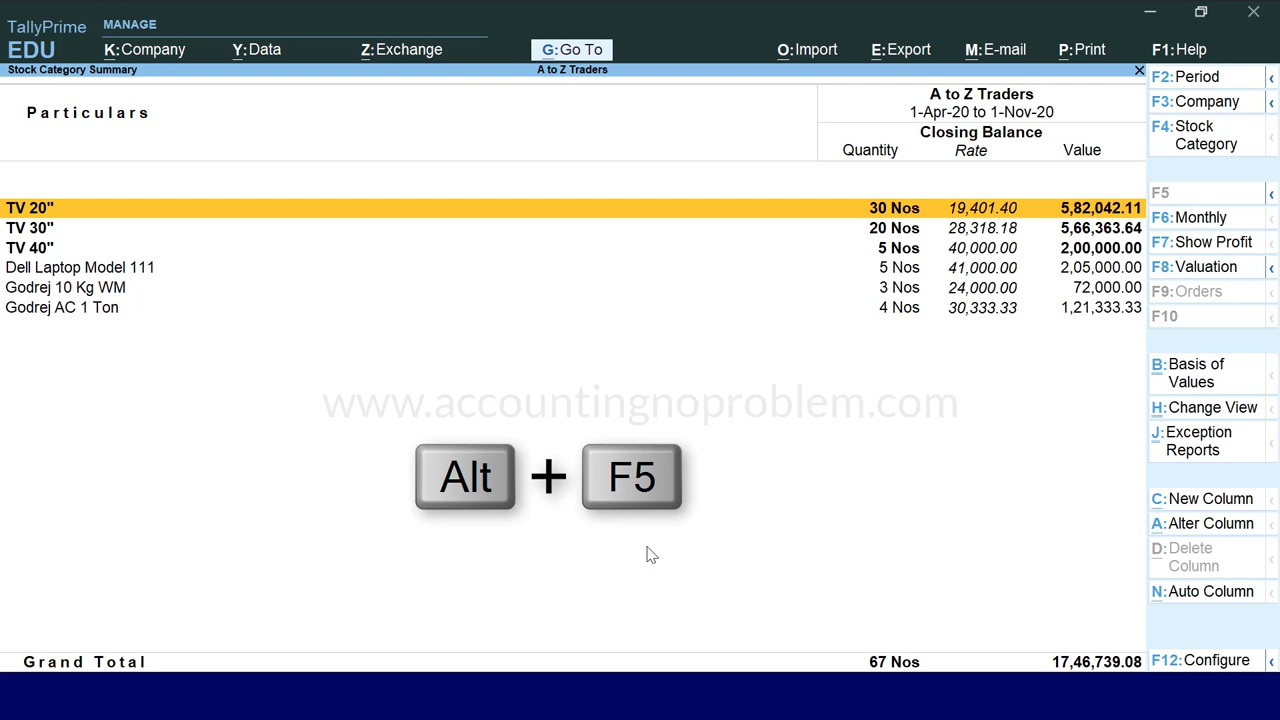 TallyPrime
EDU
MANAGE
K:Company Y:Data Z:Exchange G:Go To O:Import E:Export M:E-mail P:Print F1:Help
Stock Category Summary A to Z Traders
Particulars
A to Z Traders
1-Apr-20 to 1-Nov-20
Closing Balance
Quantity Rate Value
TV 20" 30 Nos 19,401.40 5,82,042.11
TV 30" 20 Nos 28,318.18 5,66,363.64
TV 40" 5 Nos 40,000.00 2,00,000.00
Dell Laptop Model 111 5 Nos 41,000.00 2,05,000.00
Godrej 10 Kg WM 3 Nos 24,000.00 72,000.00
Godrej AC 1 Ton 4 Nos 30,333.33 1,21,333.33
www.accountingnoproblem.com
Alt + F5
Grand Total 67 Nos 17,46,739.08
F2:Period
F3:Company
F4:Stock
Category
F5
F6:Monthly
F7:Show Profit
F8:Valuation
F9:Orders
F10
B:Basis of
Values
H:Change View
J:Exception
Reports
C:New Column
A:Alter Column
D:Delete
Column
N:Auto Column
F12:Configure